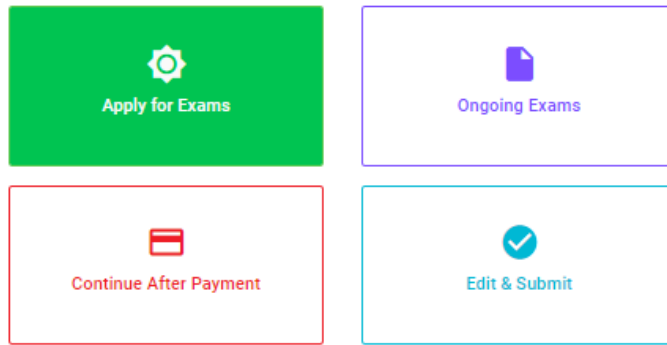 Apply for Exams
Ongoing Exams
Continue After Payment
Edit & Submit